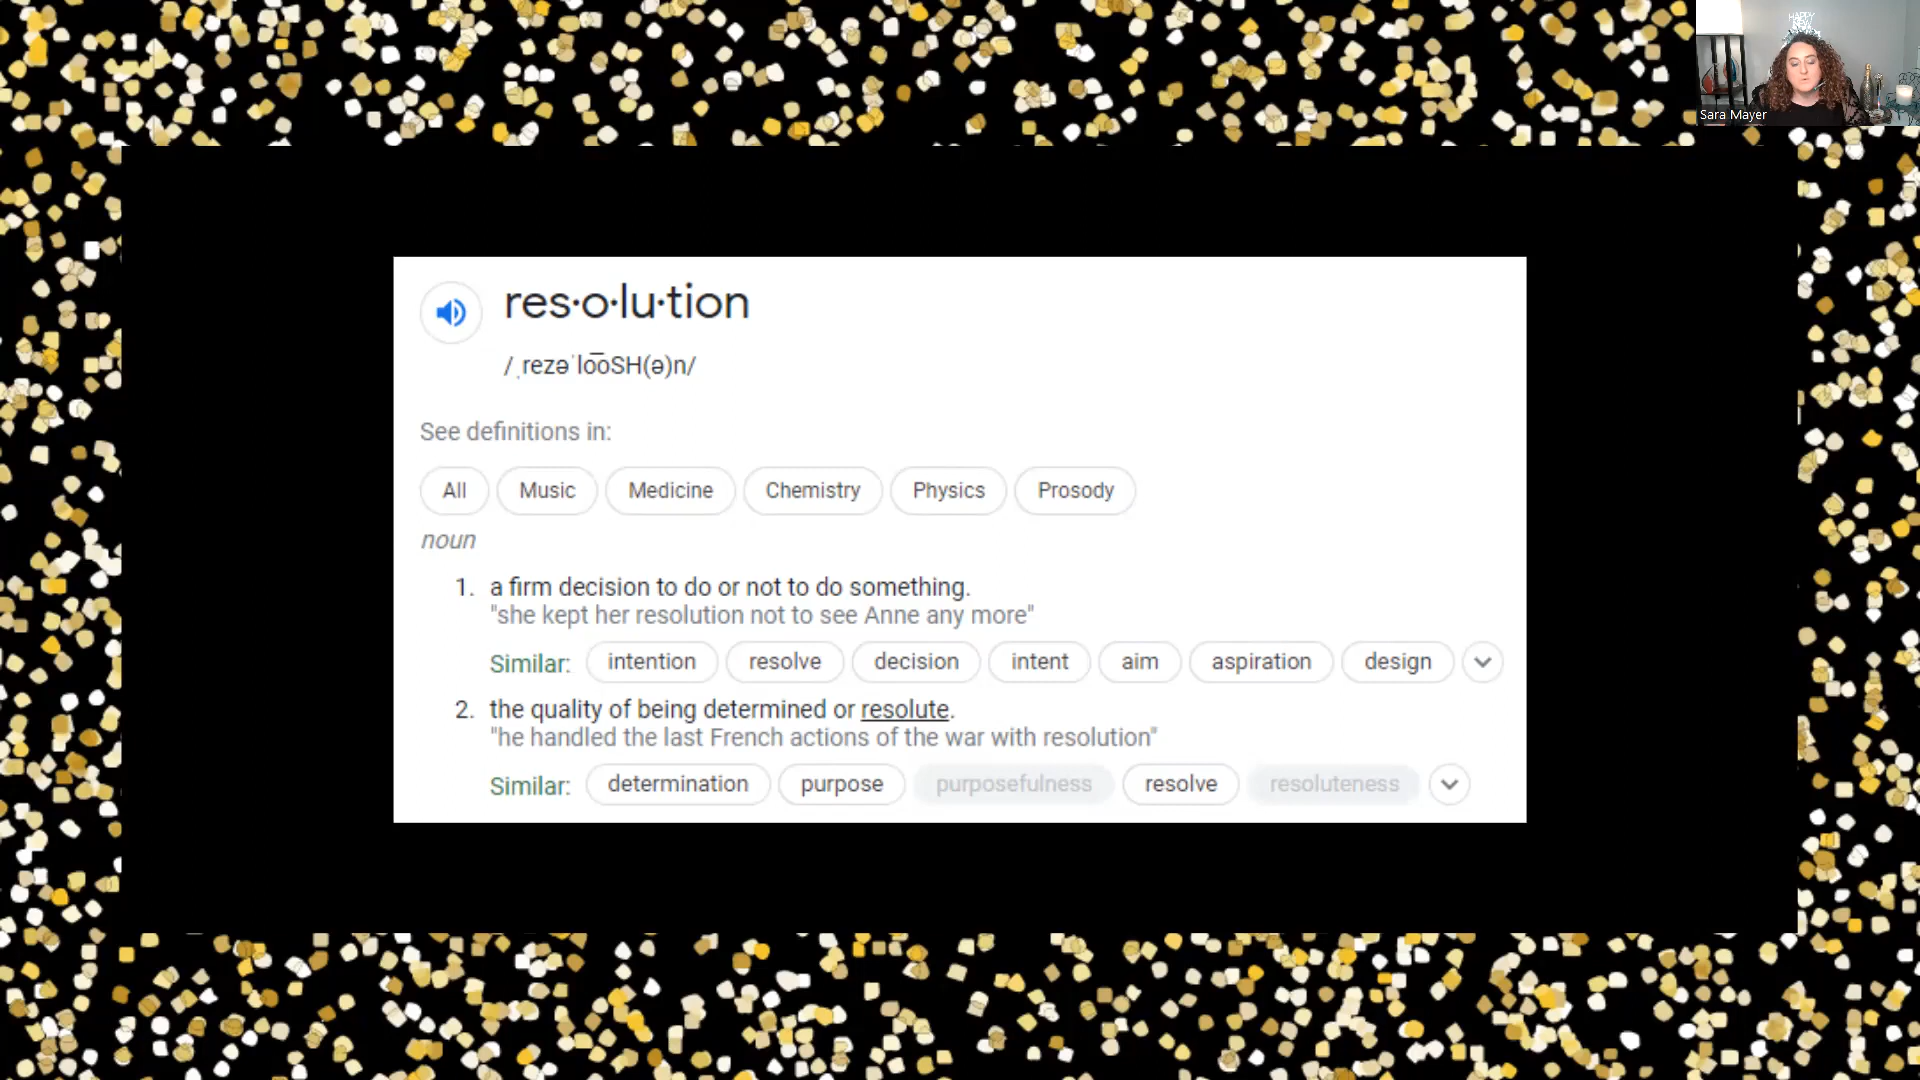 HAPPY
NEW
Sara Mayer
res·o·lu·tion
/ˌrezəˈlo͞oSH(ə)n/
See definitions in:
All Music Medicine Chemistry Physics Prosody
noun
1. a firm decision to do or not to do something.
"she kept her resolution not to see Anne any more"
Similar: intention resolve decision intent aim aspiration design
2. the quality of being determined or resolute.
"he handled the last French actions of the war with resolution"
Similar: determination purpose purposefulness resolve resoluteness